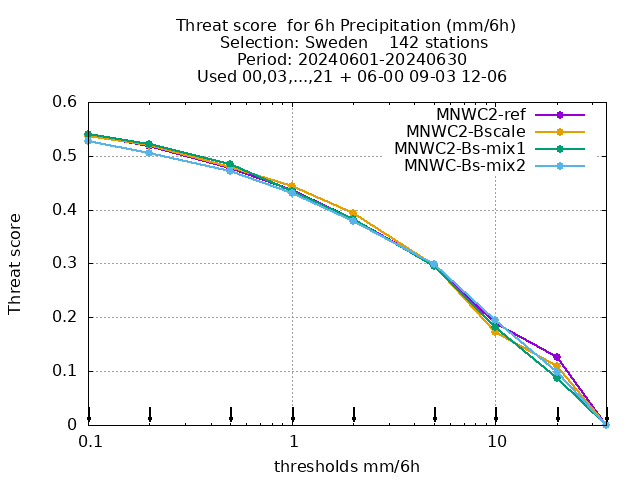 Threat score  for 6h Precipitation (mm/6h)
Selection: Sweden    142 stations
Period: 20240601-20240630
Used 00,03,...,21 + 06-00 09-03 12-06
MNWC2-ref
MNWC2-Bscale
MNWC2-Bs-mix1
MNWC-Bs-mix2
0.6
0.5
0.4
0.3
0.2
0.1
0
Threat score
0.1
1
10
thresholds mm/6h